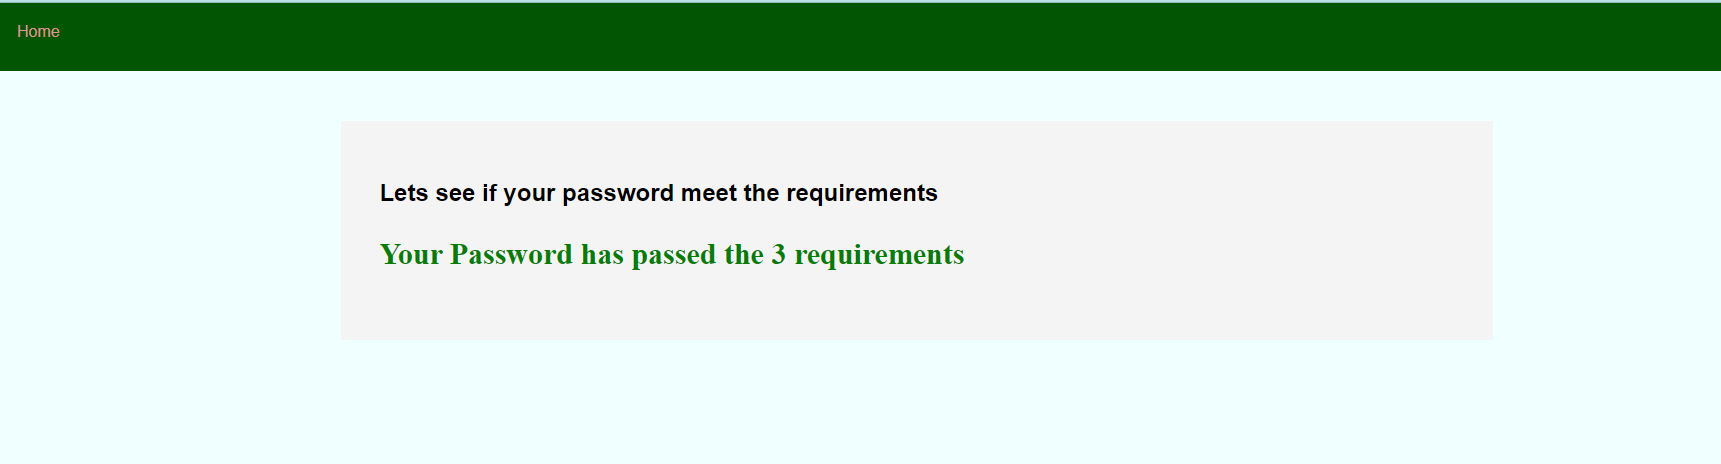 Home
Lets see if your password meet the requirements
Your Password has passed the 3 requirements